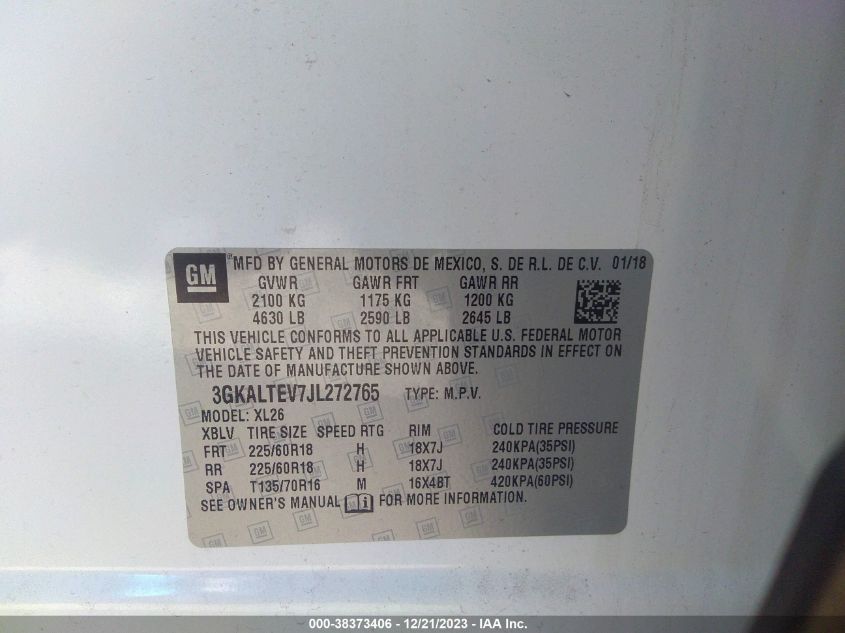 GM ® MFD BY GENERAL MOTORS DE MEXICO, S. DE R.L. DE C.V. 01/18
GVWR GAWR FRT GAWR RR
2100 KG 1175 KG 1200 KG
4630 LB 2590 LB 2645 LB
THIS VEHICLE CONFORMS TO ALL APPLICABLE U.S. FEDERAL MOTOR
VEHICLE SAFETY AND THEFT PREVENTION STANDARDS IN EFFECT ON
THE DATE OF MANUFACTURE SHOWN ABOVE.
3GKALTEV7JL272765 TYPE: M.P.V.
MODEL: XL26
XBLV TIRE SIZE SPEED RTG RIM COLD TIRE PRESSURE
FRT 225/60R18 H 18X7J 240KPA(35PSI)
RR 225/60R18 H 18X7J 240KPA(35PSI)
SPA T135/70R16 M 16X4BT 420KPA(60PSI)
SEE OWNER'S MANUAL i FOR MORE INFORMATION.
000-38373406 - 12/21/2023 - IAA Inc.